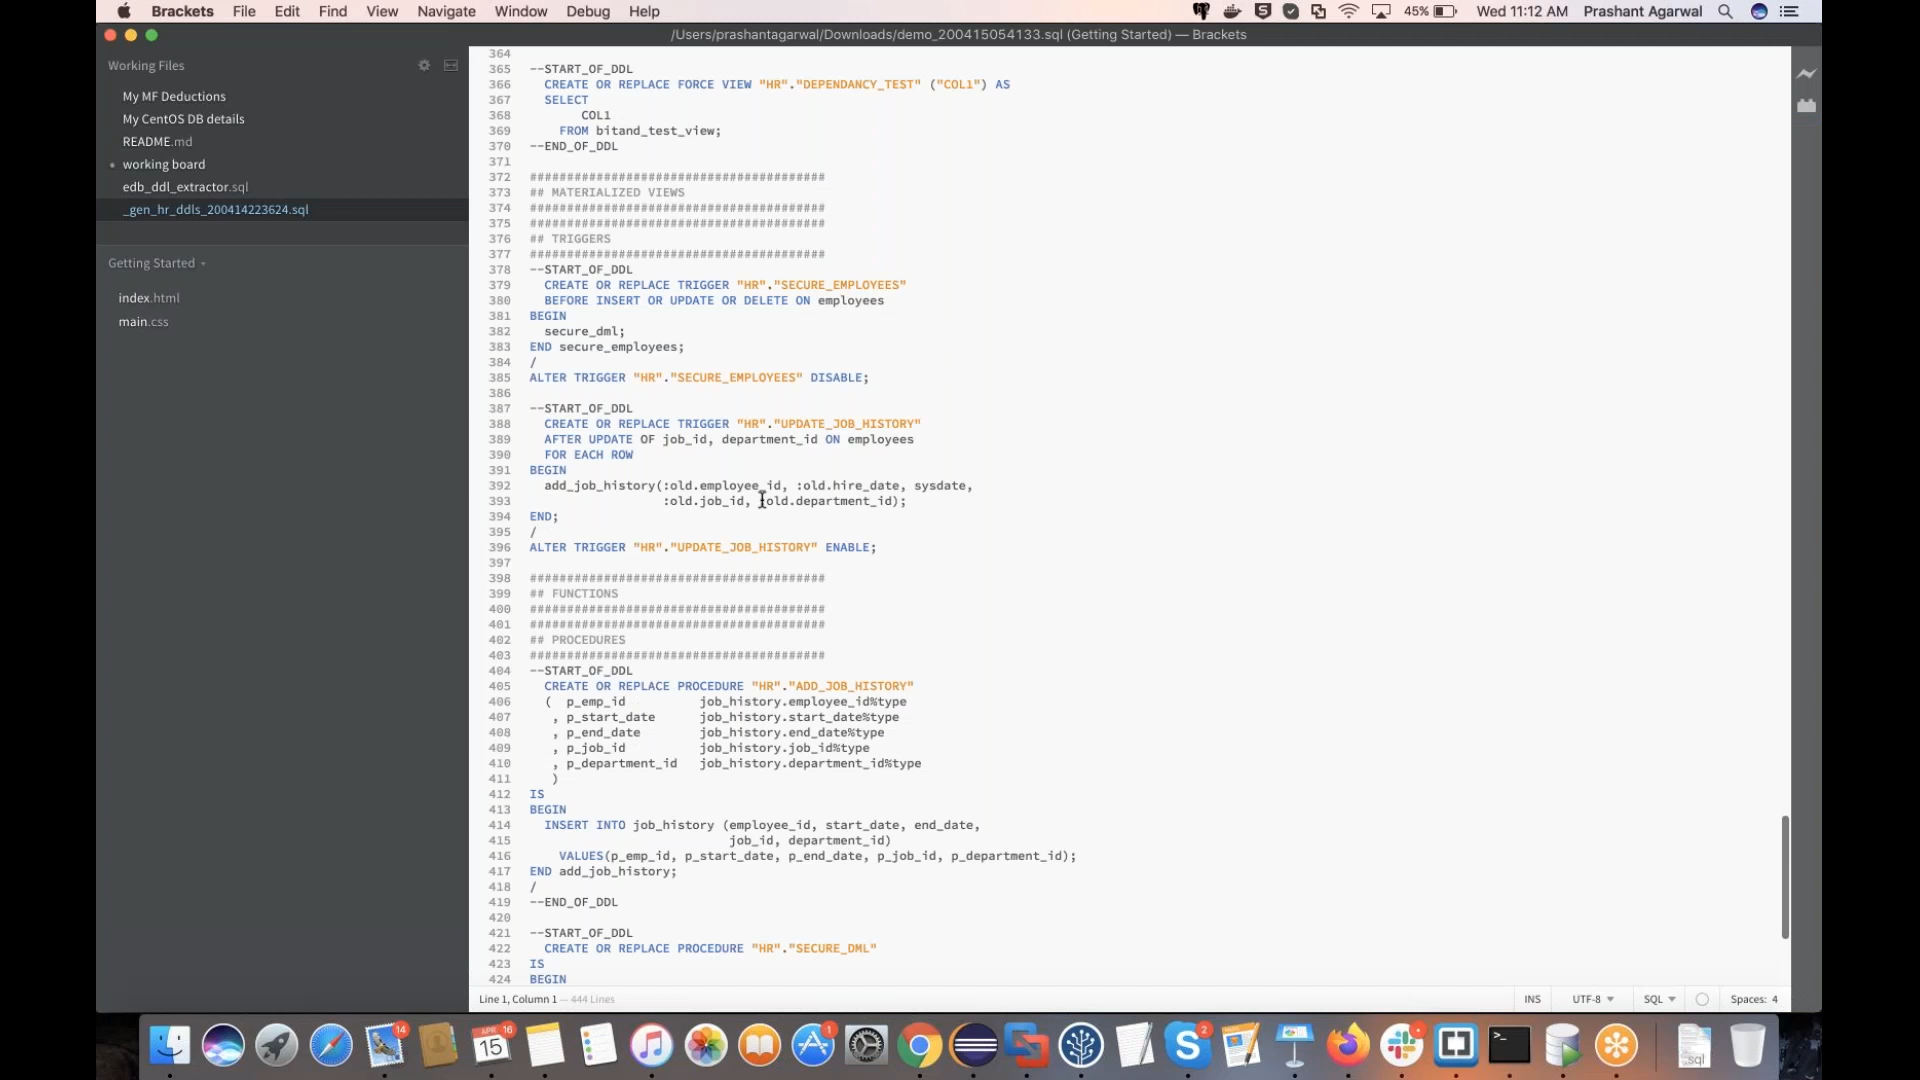 Brackets File Edit Find View Navigate Window Debug Help 45% Wed 11:12 AM Prashant Agarwal
/Users/prashantagarwal/Downloads/demo_200415054133.sql (Getting Started) — Brackets
Working Files
My MF Deductions
My CentOS DB details
README.md
working board
edb_ddl_extractor.sql
_gen_hr_ddls_200414223624.sql
Getting Started
index.html
main.css
364
365 --START_OF_DDL
366 CREATE OR REPLACE FORCE VIEW "HR"."DEPENDANCY_TEST" ("COL1") AS
367 SELECT
368 COL1
369 FROM bitand_test_view;
370 --END_OF_DDL
371
372 ########################################
373 ## MATERIALIZED VIEWS
374 ########################################
375 ########################################
376 ## TRIGGERS
377 ########################################
378 --START_OF_DDL
379 CREATE OR REPLACE TRIGGER "HR"."SECURE_EMPLOYEES"
380 BEFORE INSERT OR UPDATE OR DELETE ON employees
381 BEGIN
382 secure_dml;
383 END secure_employees;
384 /
385 ALTER TRIGGER "HR"."SECURE_EMPLOYEES" DISABLE;
386
387 --START_OF_DDL
388 CREATE OR REPLACE TRIGGER "HR"."UPDATE_JOB_HISTORY"
389 AFTER UPDATE OF job_id, department_id ON employees
390 FOR EACH ROW
391 BEGIN
392 add_job_history(:old.employee_id, :old.hire_date, sysdate,
393 :old.job_id, :old.department_id);
394 END;
395 /
396 ALTER TRIGGER "HR"."UPDATE_JOB_HISTORY" ENABLE;
397
398 ########################################
399 ## FUNCTIONS
400 ########################################
401 ########################################
402 ## PROCEDURES
403 ########################################
404 --START_OF_DDL
405 CREATE OR REPLACE PROCEDURE "HR"."ADD_JOB_HISTORY"
406 ( p_emp_id job_history.employee_id%type
407 , p_start_date job_history.start_date%type
408 , p_end_date job_history.end_date%type
409 , p_job_id job_history.job_id%type
410 , p_department_id job_history.department_id%type
411 )
412 IS
413 BEGIN
414 INSERT INTO job_history (employee_id, start_date, end_date,
415 job_id, department_id)
416 VALUES(p_emp_id, p_start_date, p_end_date, p_job_id, p_department_id);
417 END add_job_history;
418 /
419 --END_OF_DDL
420
421 --START_OF_DDL
422 CREATE OR REPLACE PROCEDURE "HR"."SECURE_DML"
423 IS
424 BEGIN
Line 1, Column 1 — 444 Lines INS UTF-8 SQL Spaces: 4
14 APR 15 16 1 2 >_ .sql